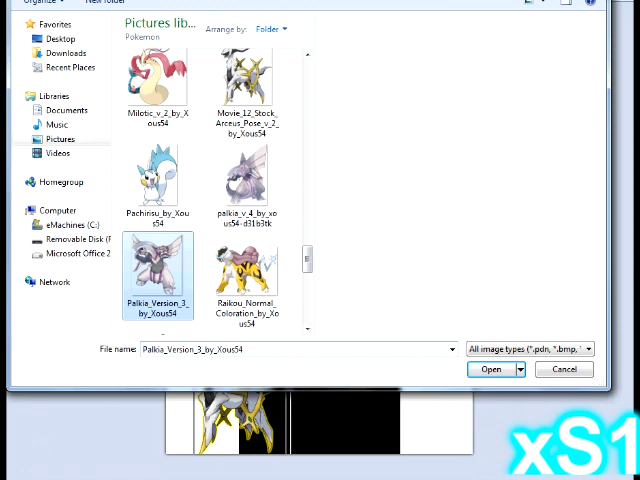 Organize
New folder
Favorites
Desktop
Downloads
Recent Places
Libraries
Documents
Music
Pictures
Videos
Homegroup
Computer
eMachines (C:)
Removable Disk (F
Microsoft Office 2
Network
Pictures lib...
Pokemon
Arrange by:
Folder
Milotic_v_2_by_X
ous54
Movie_12_Stock_
Arceus_Pose_v_2_
by_Xous54
Pachirisu_by_Xou
s54
palkia_v_4_by_xo
us54-d31b3tk
Palkia_Version_3_
by_Xous54
Raikou_Normal_
Coloration_by_Xo
us54
File name:
Palkia_Version_3_by_Xous54
All image types (*.pdn, *.bmp, *
Open
Cancel
xS1